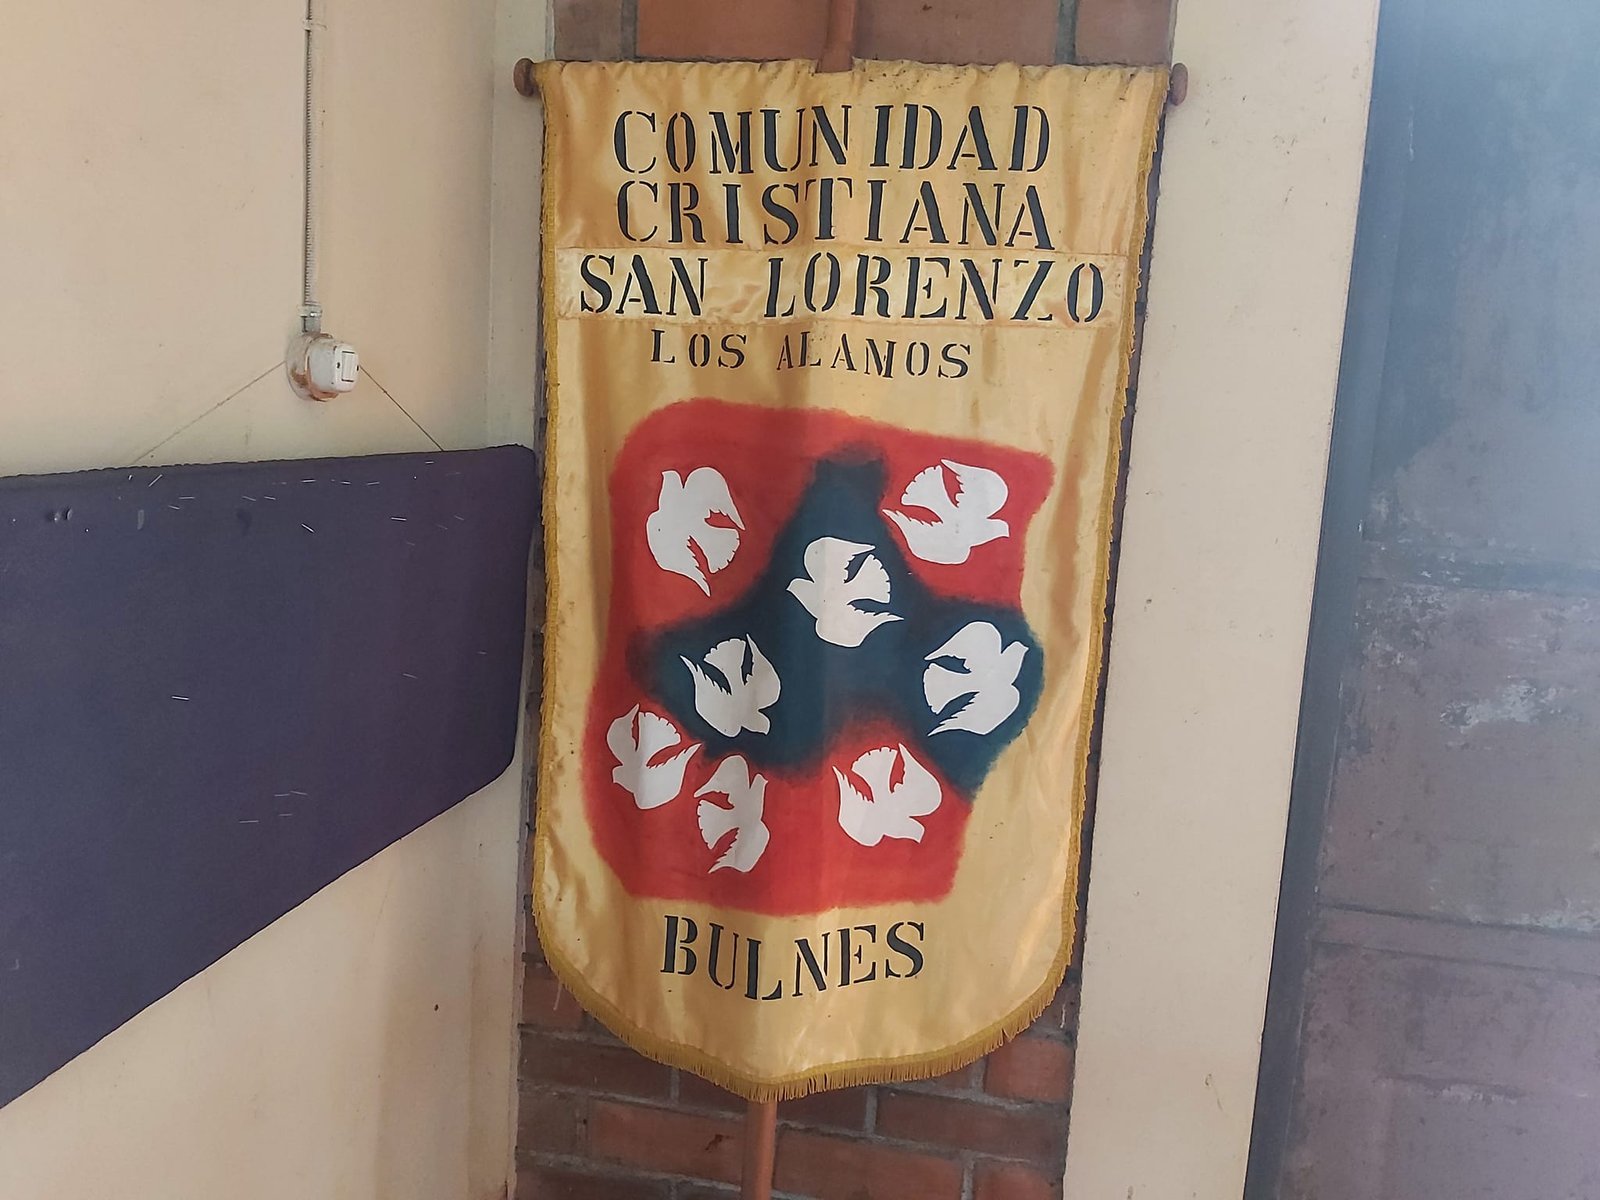 COMUNIDAD
CRISTIANA
SAN LORENZO
LOS ALAMOS
BULNES